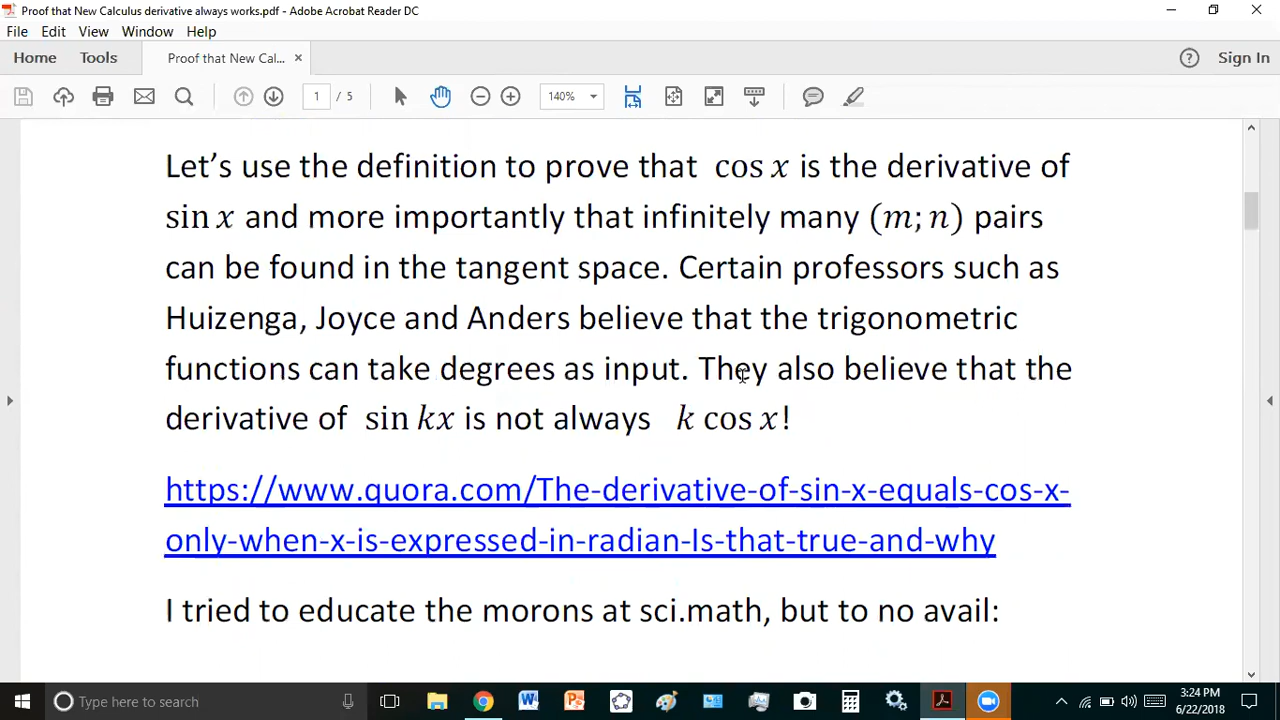 Proof that New Calculus derivative always works.pdf - Adobe Acrobat Reader DC
File Edit View Window Help
Home Tools Proof that New Cal... × Sign In
1 / 5 140%
Let's use the definition to prove that cos x is the derivative of
sin x and more importantly that infinitely many (m; n) pairs
can be found in the tangent space. Certain professors such as
Huizenga, Joyce and Anders believe that the trigonometric
functions can take degrees as input. They also believe that the
derivative of sin kx is not always k cos x!
https://www.quora.com/The-derivative-of-sin-x-equals-cos-x-
only-when-x-is-expressed-in-radian-Is-that-true-and-why
I tried to educate the morons at sci.math, but to no avail:
Type here to search
3:24 PM
6/22/2018